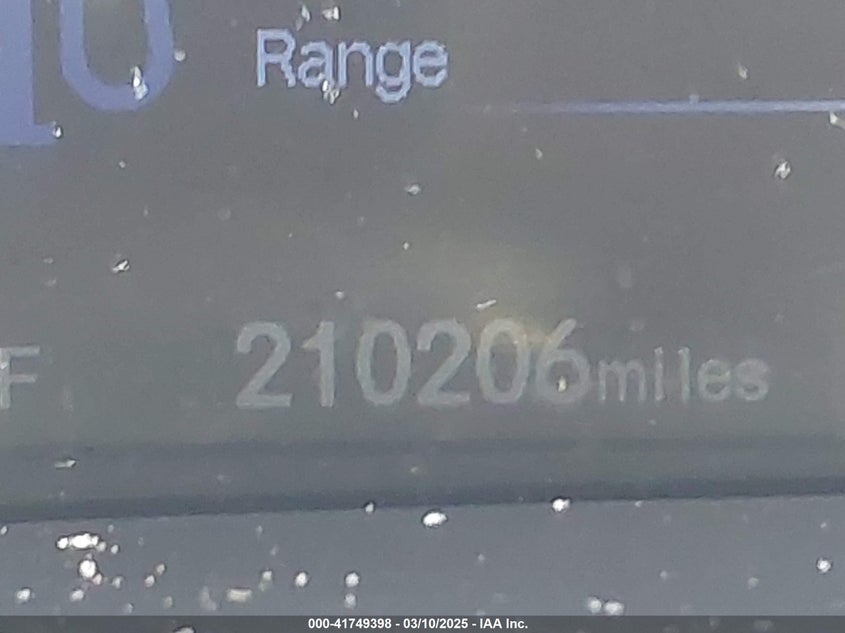 Range
F
210206miles
000-41749398 - 03/10/2025 - IAA Inc.